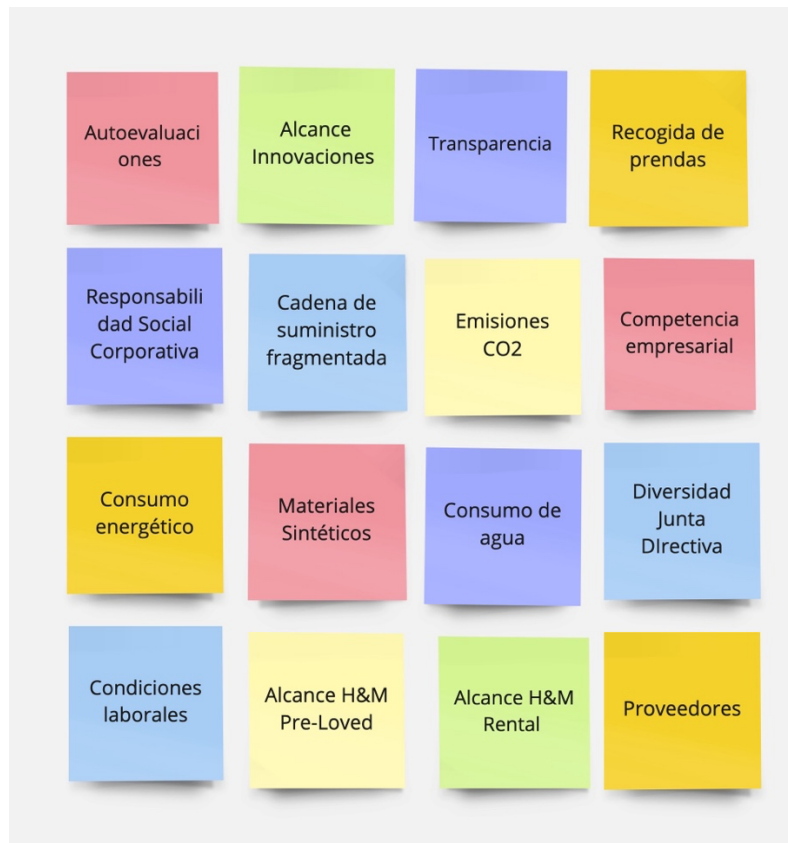 Autoevaluaci
ones
Alcance
Innovaciones
Transparencia
Recogida de
prendas
Responsabili
dad Social
Corporativa
Cadena de
suministro
fragmentada
Emisiones
CO2
Competencia
empresarial
Consumo
energético
Materiales
Sintéticos
Consumo de
agua
Diversidad
Junta
DIrectiva
Condiciones
laborales
Alcance H&M
Pre-Loved
Alcance H&M
Rental
Proveedores